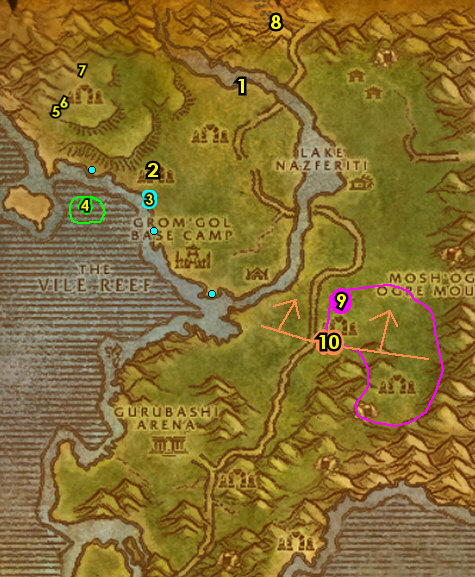 8
7
1
6
5
LAKE
NAZFERITI
2
3
4
GROM'GOL
BASE CAMP
THE
VILE REEF
MOSH'OG
OGRE MOU
9
10
GURUBASHI
ARENA